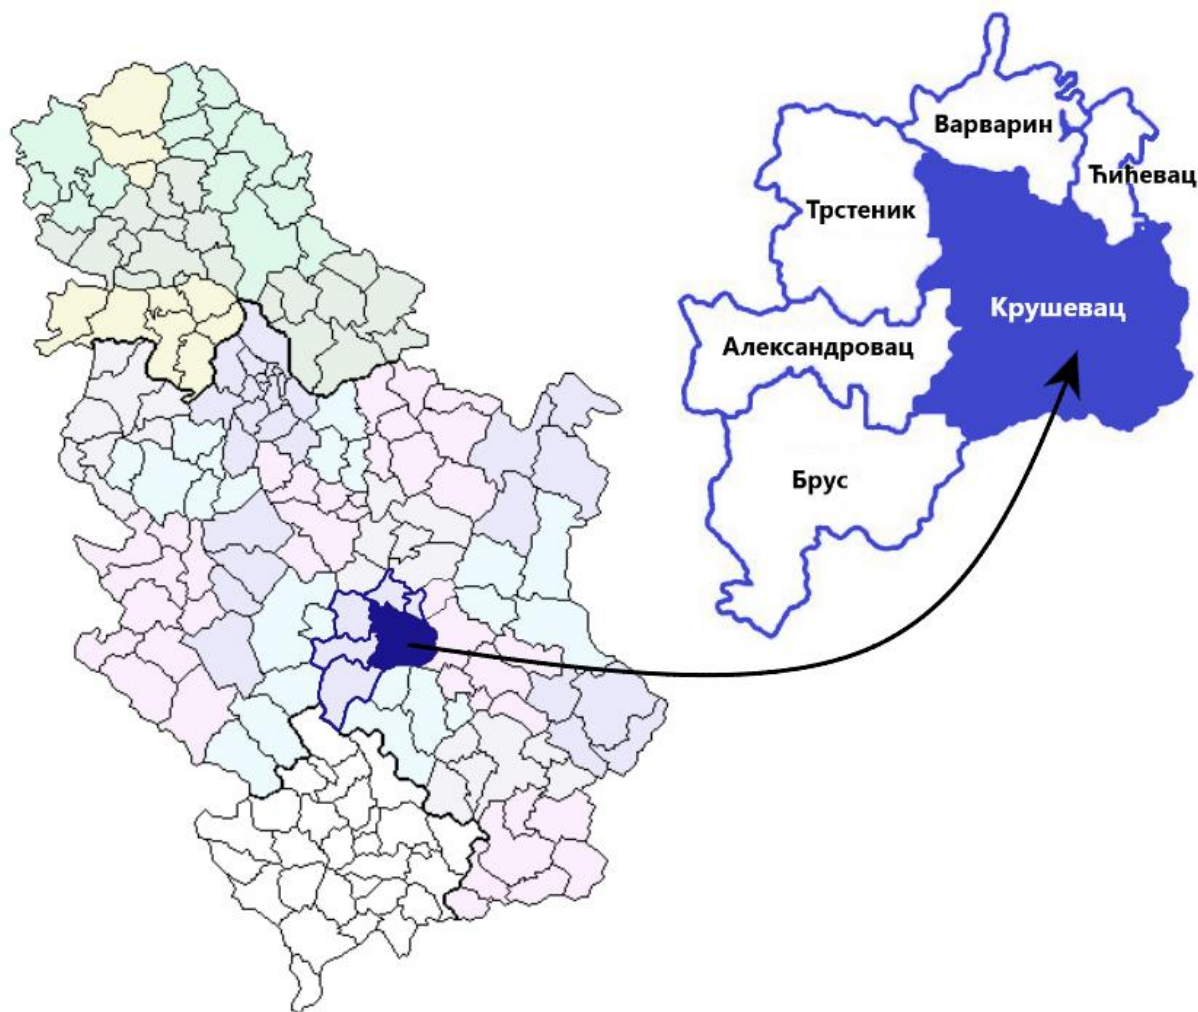 Варварин
Ћићевац
Трстеник
Крушевац
Александровац
Брус